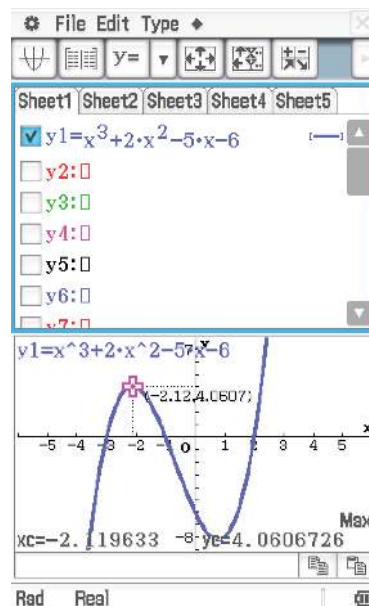 File Edit Type
Y=
Sheet1 Sheet2 Sheet3 Sheet4 Sheet5
y1=x³+2·x²−5·x−6
y2:
y3:
y4:
y5:
y6:
y7:
y1=x^3+2·x^2−5·x−6
7 y
(−2.12,4.0607)
x
−5 −4 −3 −2 −1 0 1 2 3 4 5
Max
xc=−2.119633 −8 yc=4.0606726
Rad Real